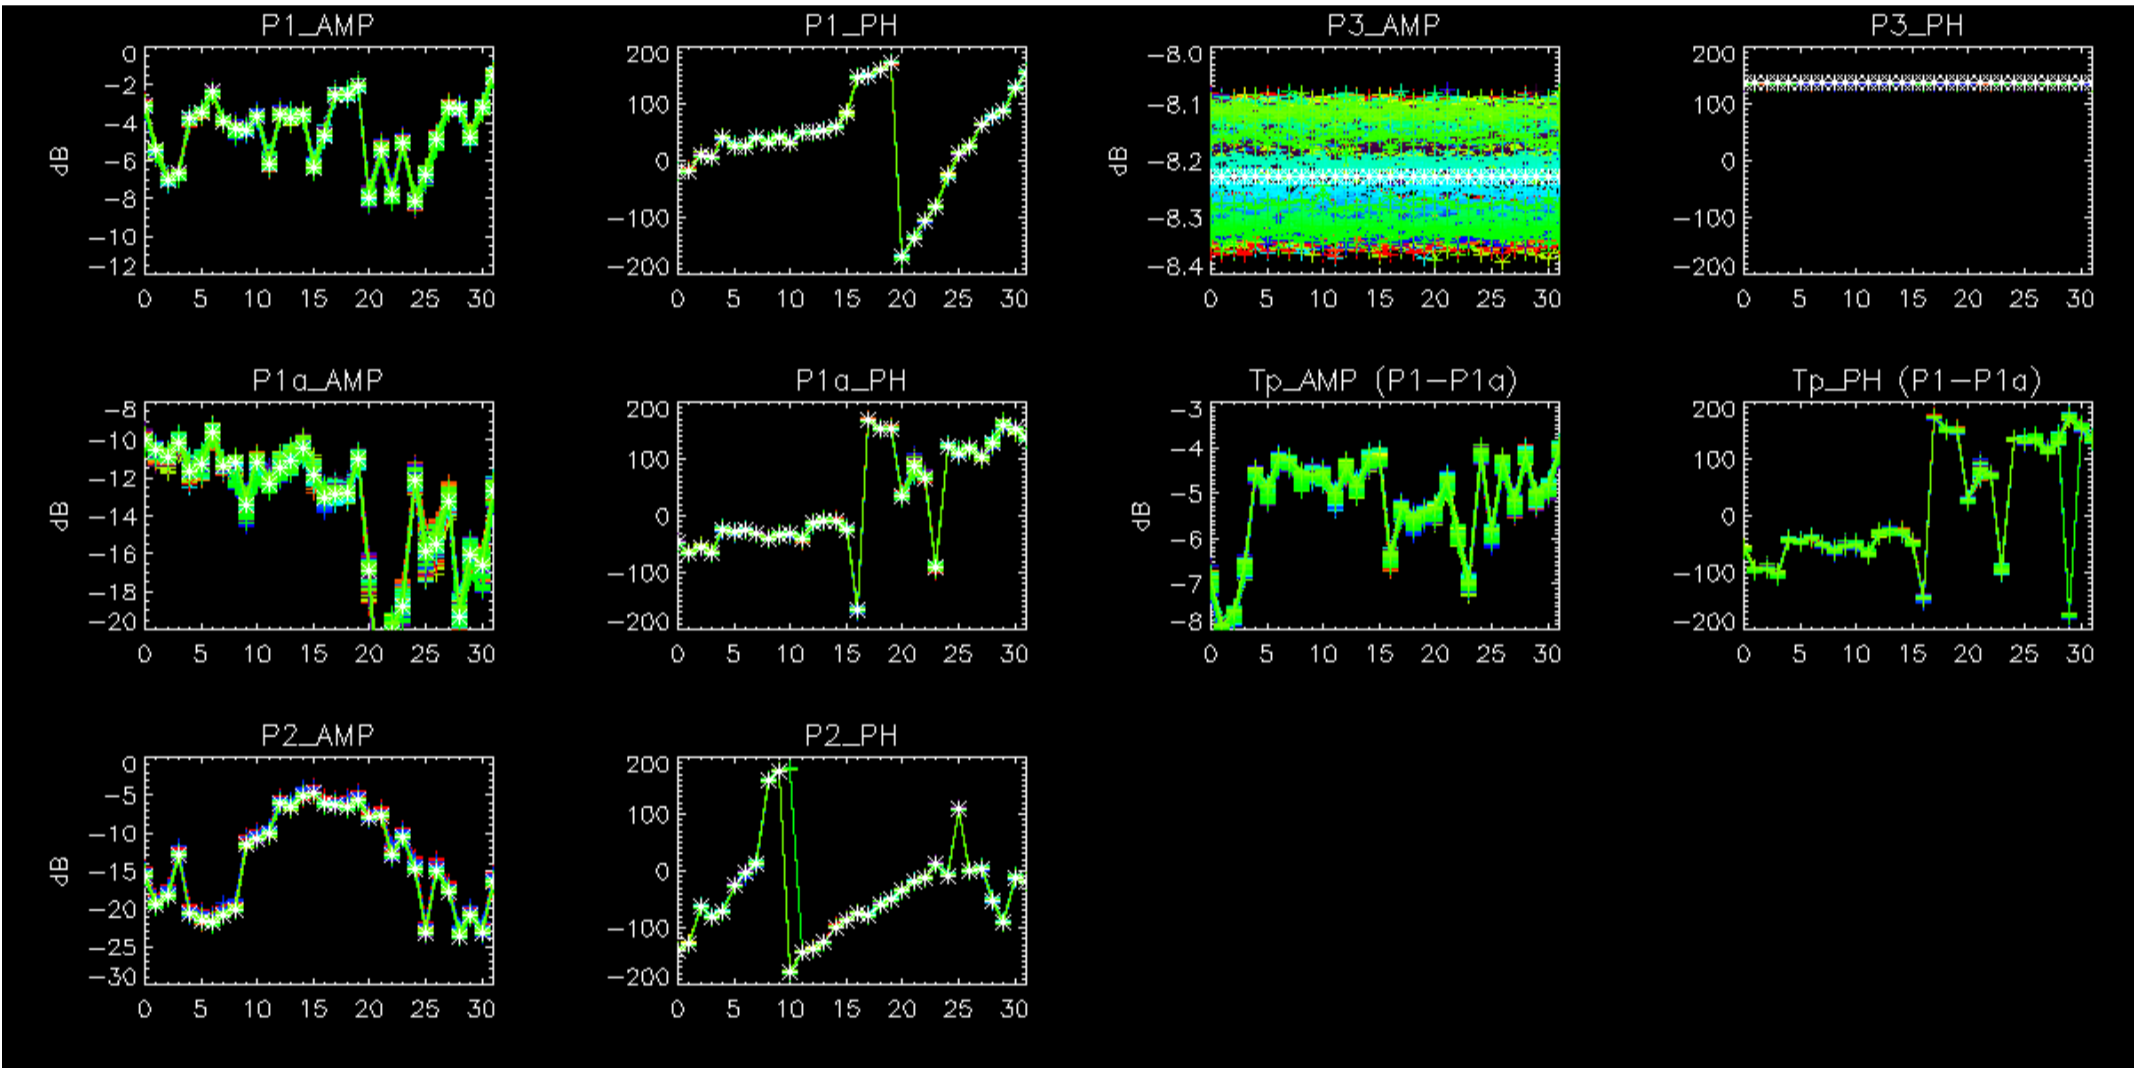 P1_AMP P1_PH P3_AMP P3_PH
0 200 -8.0 200
-2
-4 100 -8.1 100
dB -6 0 dB -8.2 0
-8 -100 -8.3 -100
-10
-12 -200 -8.4 -200
0 5 10 15 20 25 30 0 5 10 15 20 25 30 0 5 10 15 20 25 30 0 5 10 15 20 25 30
P1a_AMP P1a_PH Tp_AMP (P1-P1a) Tp_PH (P1-P1a)
-8 200 -3 200
-10 100 -4 100
-12
dB -14 0 dB -5 0
-16 -100 -6 -100
-18 -7
-20 -200 -8 -200
0 5 10 15 20 25 30 0 5 10 15 20 25 30 0 5 10 15 20 25 30 0 5 10 15 20 25 30
P2_AMP P2_PH
0 200
-5 100
-10
dB -15 0
-20 -100
-25
-30 -200
0 5 10 15 20 25 30 0 5 10 15 20 25 30